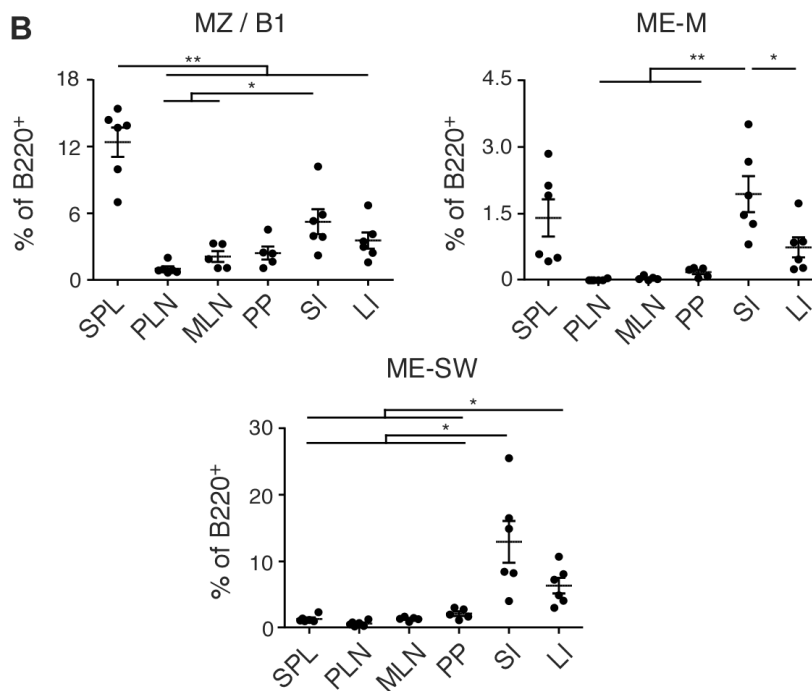 B
MZ / B1
% of B220⁺
18
12
6
0
**
*
SPL
PLN
MLN
PP
SI
LI
ME-M
% of B220⁺
4.5
3.0
1.5
0
**
*
SPL
PLN
MLN
PP
SI
LI
ME-SW
% of B220⁺
30
20
10
0
*
*
SPL
PLN
MLN
PP
SI
LI